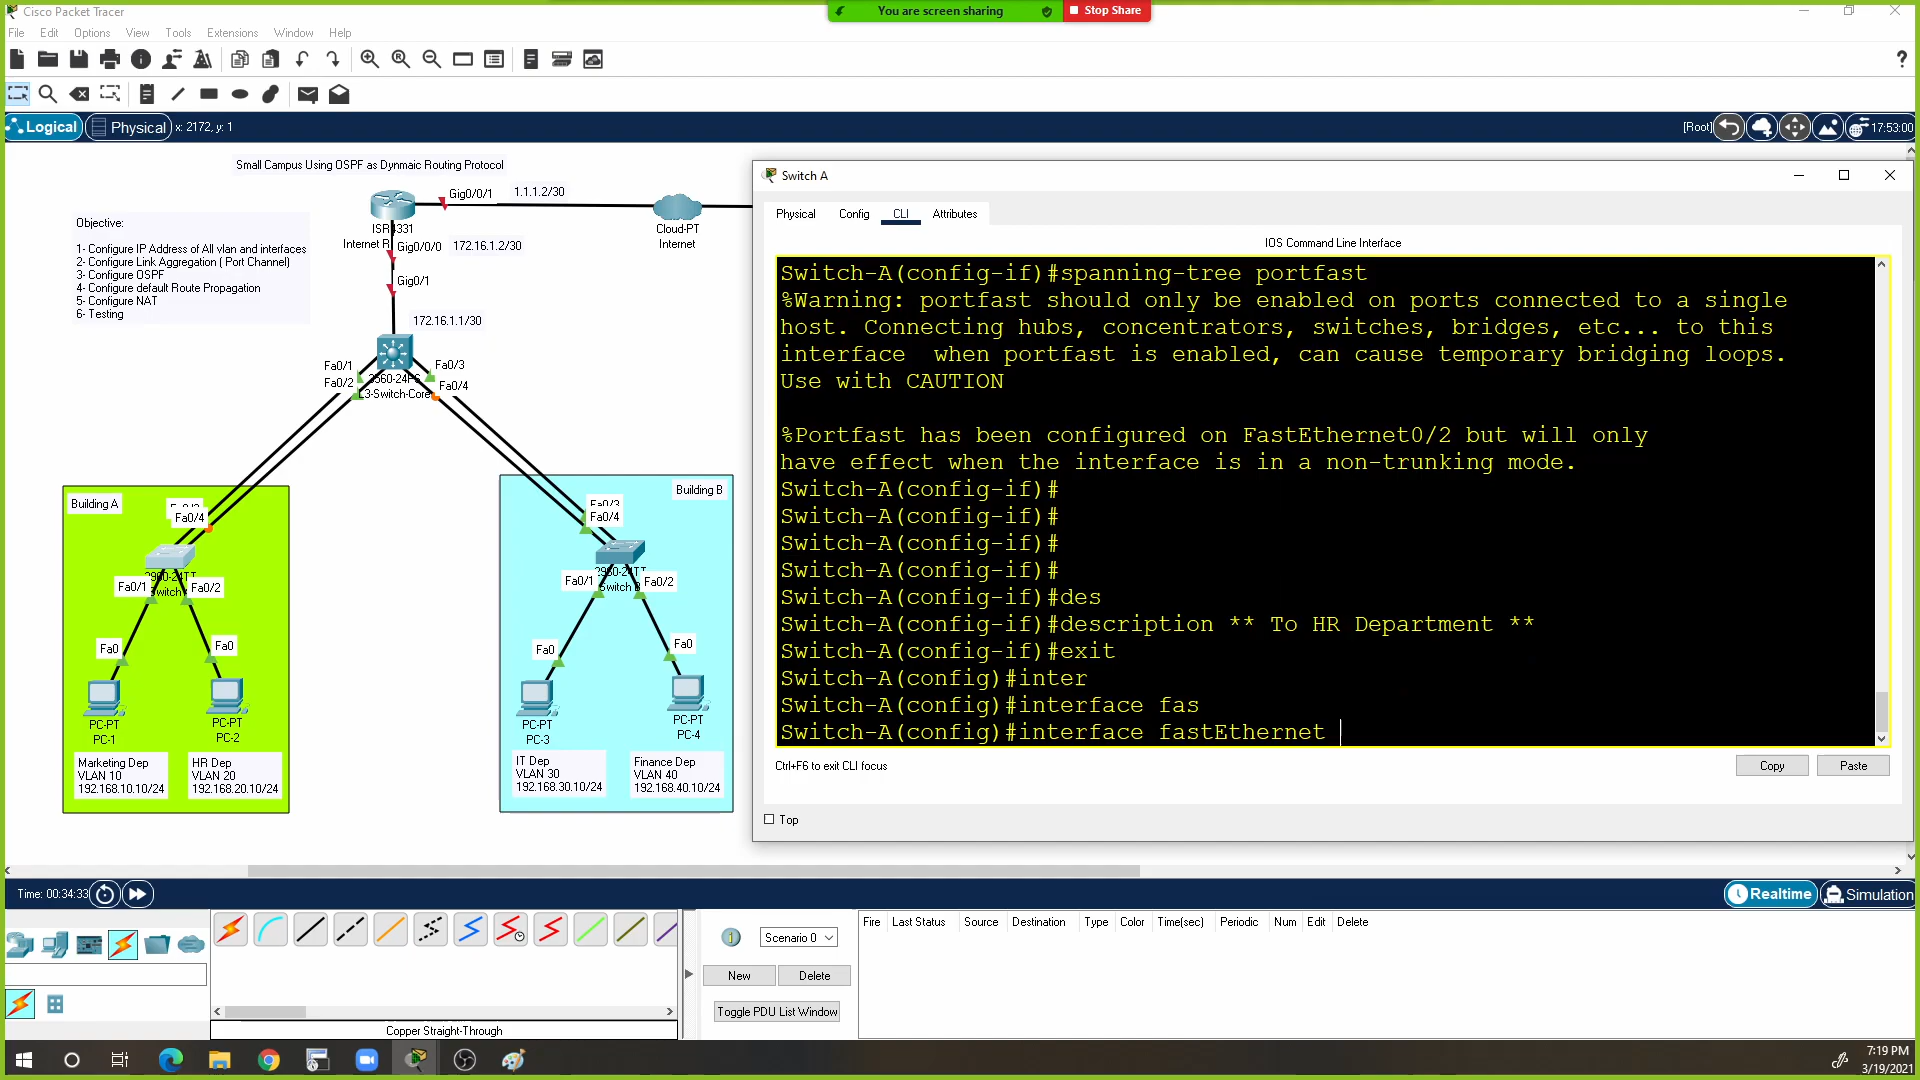 Cisco Packet Tracer
You are screen sharing
Stop Share
File Edit Options View Tools Extensions Window Help
Logical
Physical
x: 2172, y: 1
[Root]
17:53:00
Small Campus Using OSPF as Dynmaic Routing Protocol
Objective:
1- Configure IP Address of All vlan and interfaces
2- Configure Link Aggregation ( Port Channel)
3- Configure OSPF
4- Configure default Route Propagation
5- Configure NAT
6- Testing
Gig0/0/1
1.1.1.2/30
Internet R
Gig0/0/0
172.16.1.2/30
Cloud-PT
Internet
Gig0/1
172.16.1.1/30
Fa0/1
Fa0/2
Fa0/3
Fa0/4
3560-24PS
L3-Switch-Core
Building A
Fa0/4
Fa0/1
Fa0/2
Fa0
Fa0
PC-PT
PC-1
PC-PT
PC-2
Marketing Dep
VLAN 10
192.168.10.10/24
HR Dep
VLAN 20
192.168.20.10/24
Building B
Fa0/3
Fa0/4
Fa0/1
Fa0/2
Fa0
Fa0
PC-PT
PC-3
PC-PT
PC-4
IT Dep
VLAN 30
192.168.30.10/24
Finance Dep
VLAN 40
192.168.40.10/24
Switch A
Physical Config CLI Attributes
IOS Command Line Interface
Switch-A(config-if)#spanning-tree portfast
%Warning: portfast should only be enabled on ports connected to a single
host. Connecting hubs, concentrators, switches, bridges, etc... to this
interface  when portfast is enabled, can cause temporary bridging loops.
Use with CAUTION
%Portfast has been configured on FastEthernet0/2 but will only
have effect when the interface is in a non-trunking mode.
Switch-A(config-if)#
Switch-A(config-if)#
Switch-A(config-if)#
Switch-A(config-if)#
Switch-A(config-if)#des
Switch-A(config-if)#description ** To HR Department **
Switch-A(config-if)#exit
Switch-A(config)#inter
Switch-A(config)#interface fas
Switch-A(config)#interface fastEthernet
Ctrl+F6 to exit CLI focus
Copy
Paste
Top
Time: 00:34:33
Realtime
Simulation
Scenario 0
New
Delete
Toggle PDU List Window
Fire Last Status Source Destination Type Color Time(sec) Periodic Num Edit Delete
Copper Straight-Through
7:19 PM
3/19/2021